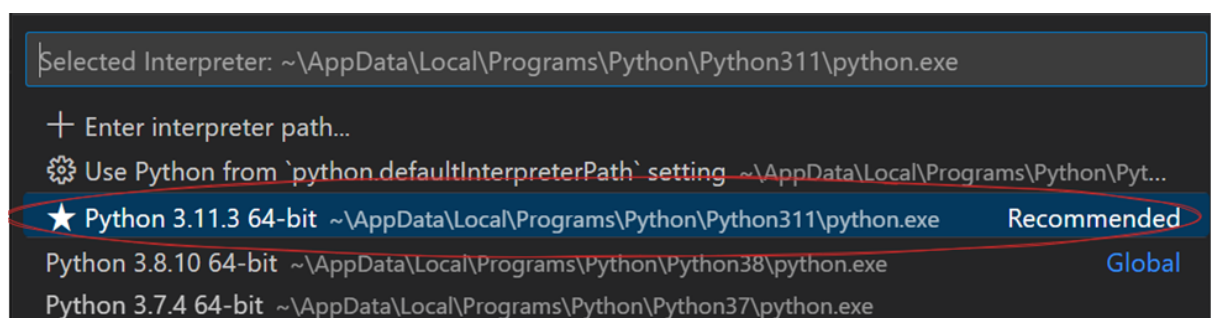 Selected Interpreter: ~\AppData\Local\Programs\Python\Python311\python.exe
Enter interpreter path...
Use Python from `python.defaultInterpreterPath` setting ~\AppData\Local\Programs\Python\Pyt...
Python 3.11.3 64-bit ~\AppData\Local\Programs\Python\Python311\python.exe Recommended
Python 3.8.10 64-bit ~\AppData\Local\Programs\Python\Python38\python.exe Global
Python 3.7.4 64-bit ~\AppData\Local\Programs\Python\Python37\python.exe